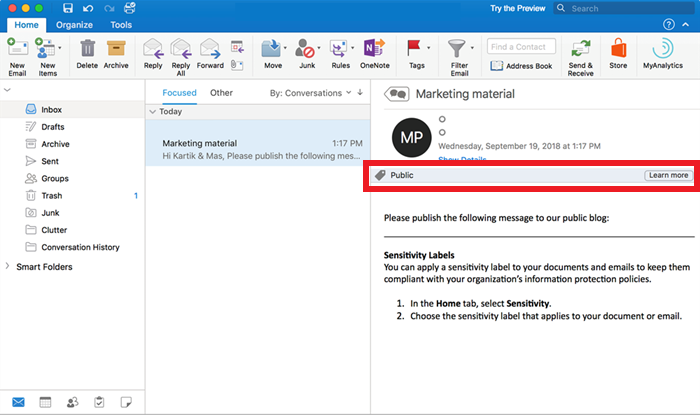 Try the Preview
Search
Home Organize Tools
New Email
New Items
Delete
Archive
Reply
Reply All
Forward
Move
Junk
Rules
OneNote
Tags
Filter Email
Find a Contact
Address Book
Send & Receive
Store
MyAnalytics
Inbox
Drafts
Archive
Sent
Groups
Trash 1
Junk
Clutter
Conversation History
Smart Folders
Focused Other By: Conversations
Today
Marketing material 1:17 PM
Hi Kartik & Mas, Please publish the following mes...
Marketing material
MP
Wednesday, September 19, 2018 at 1:17 PM
Show Details
Public Learn more
Please publish the following message to our public blog:
Sensitivity Labels
You can apply a sensitivity label to your documents and emails to keep them
compliant with your organization's information protection policies.
1. In the Home tab, select Sensitivity.
2. Choose the sensitivity label that applies to your document or email.